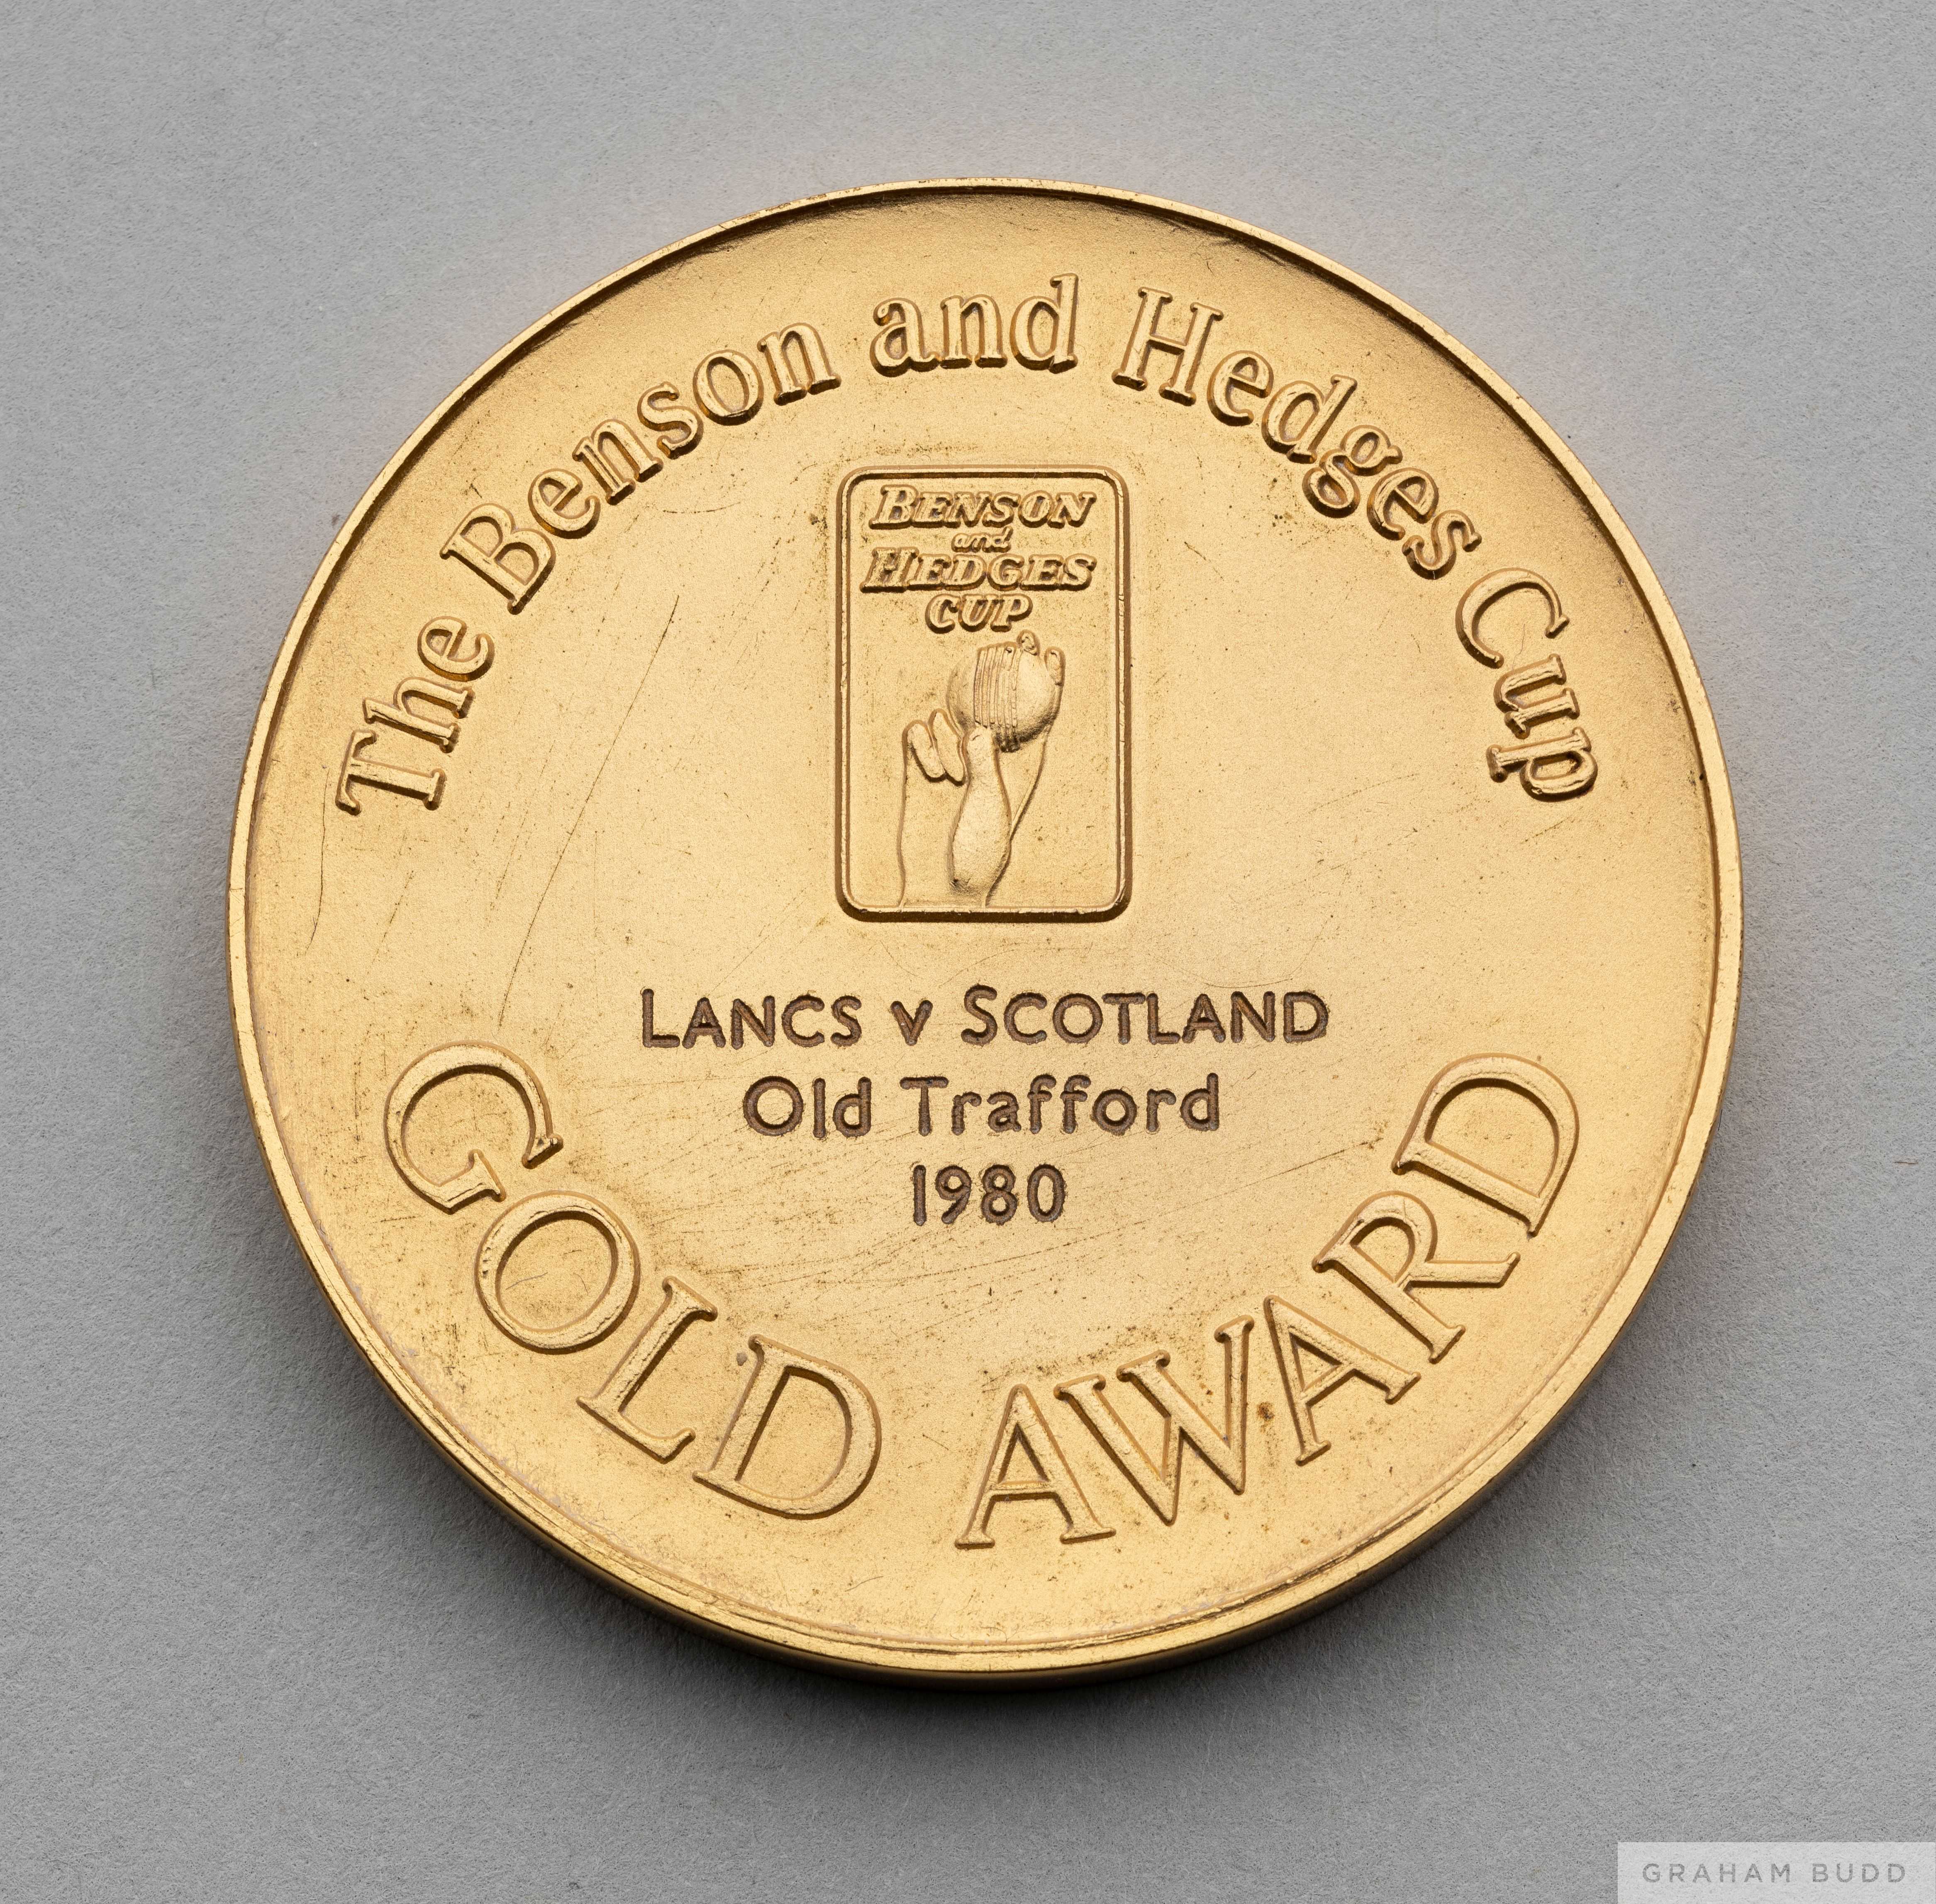 The Benson and Hedges Cup
BENSON
and
HEDGES
CUP
LANCS v SCOTLAND
Old Trafford
1980
GOLD AWARD
GRAHAM BUDD